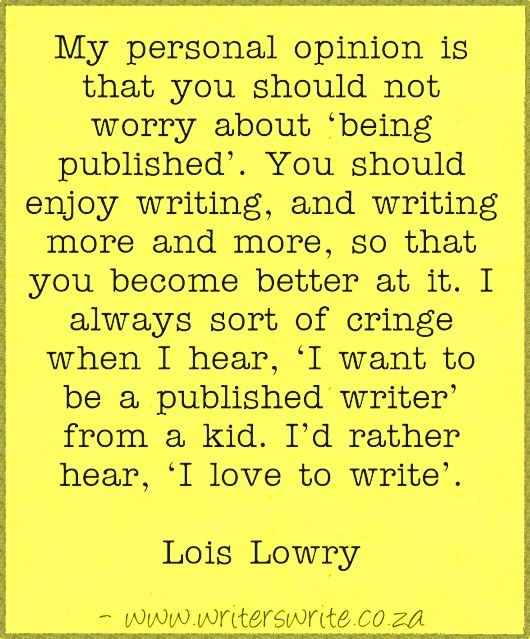 My personal opinion is
that you should not
worry about ‘being
published’. You should
enjoy writing, and writing
more and more, so that
you become better at it. I
always sort of cringe
when I hear, ‘I want to
be a published writer’
from a kid. I’d rather
hear, ‘I love to write’.
Lois Lowry
- www.writerswrite.co.za